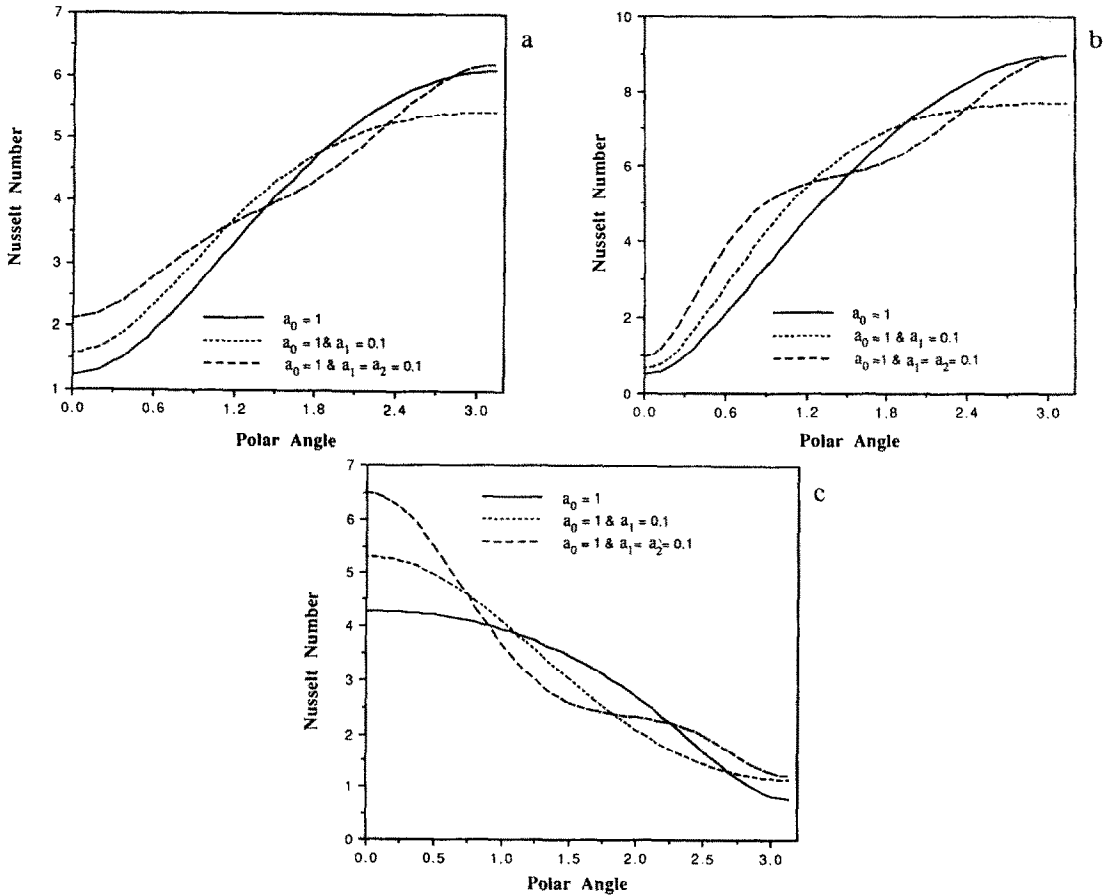 a
7
6
5
4
3
2
1
Nusselt Number
a₀ = 1
a₀ = 1 & a₁ = 0.1
a₀ = 1 & a₁ = a₂ = 0.1
0.0 0.6 1.2 1.8 2.4 3.0
Polar Angle
b
10
8
6
4
2
0
Nusselt Number
a₀ = 1
a₀ = 1 & a₁ = 0.1
a₀ = 1 & a₁ = a₂ = 0.1
0.0 0.6 1.2 1.8 2.4 3.0
Polar Angle
c
7
6
5
4
3
2
1
0
Nusselt Number
a₀ = 1
a₀ = 1 & a₁ = 0.1
a₀ = 1 & a₁ = a₂ = 0.1
0.0 0.5 1.0 1.5 2.0 2.5 3.0
Polar Angle